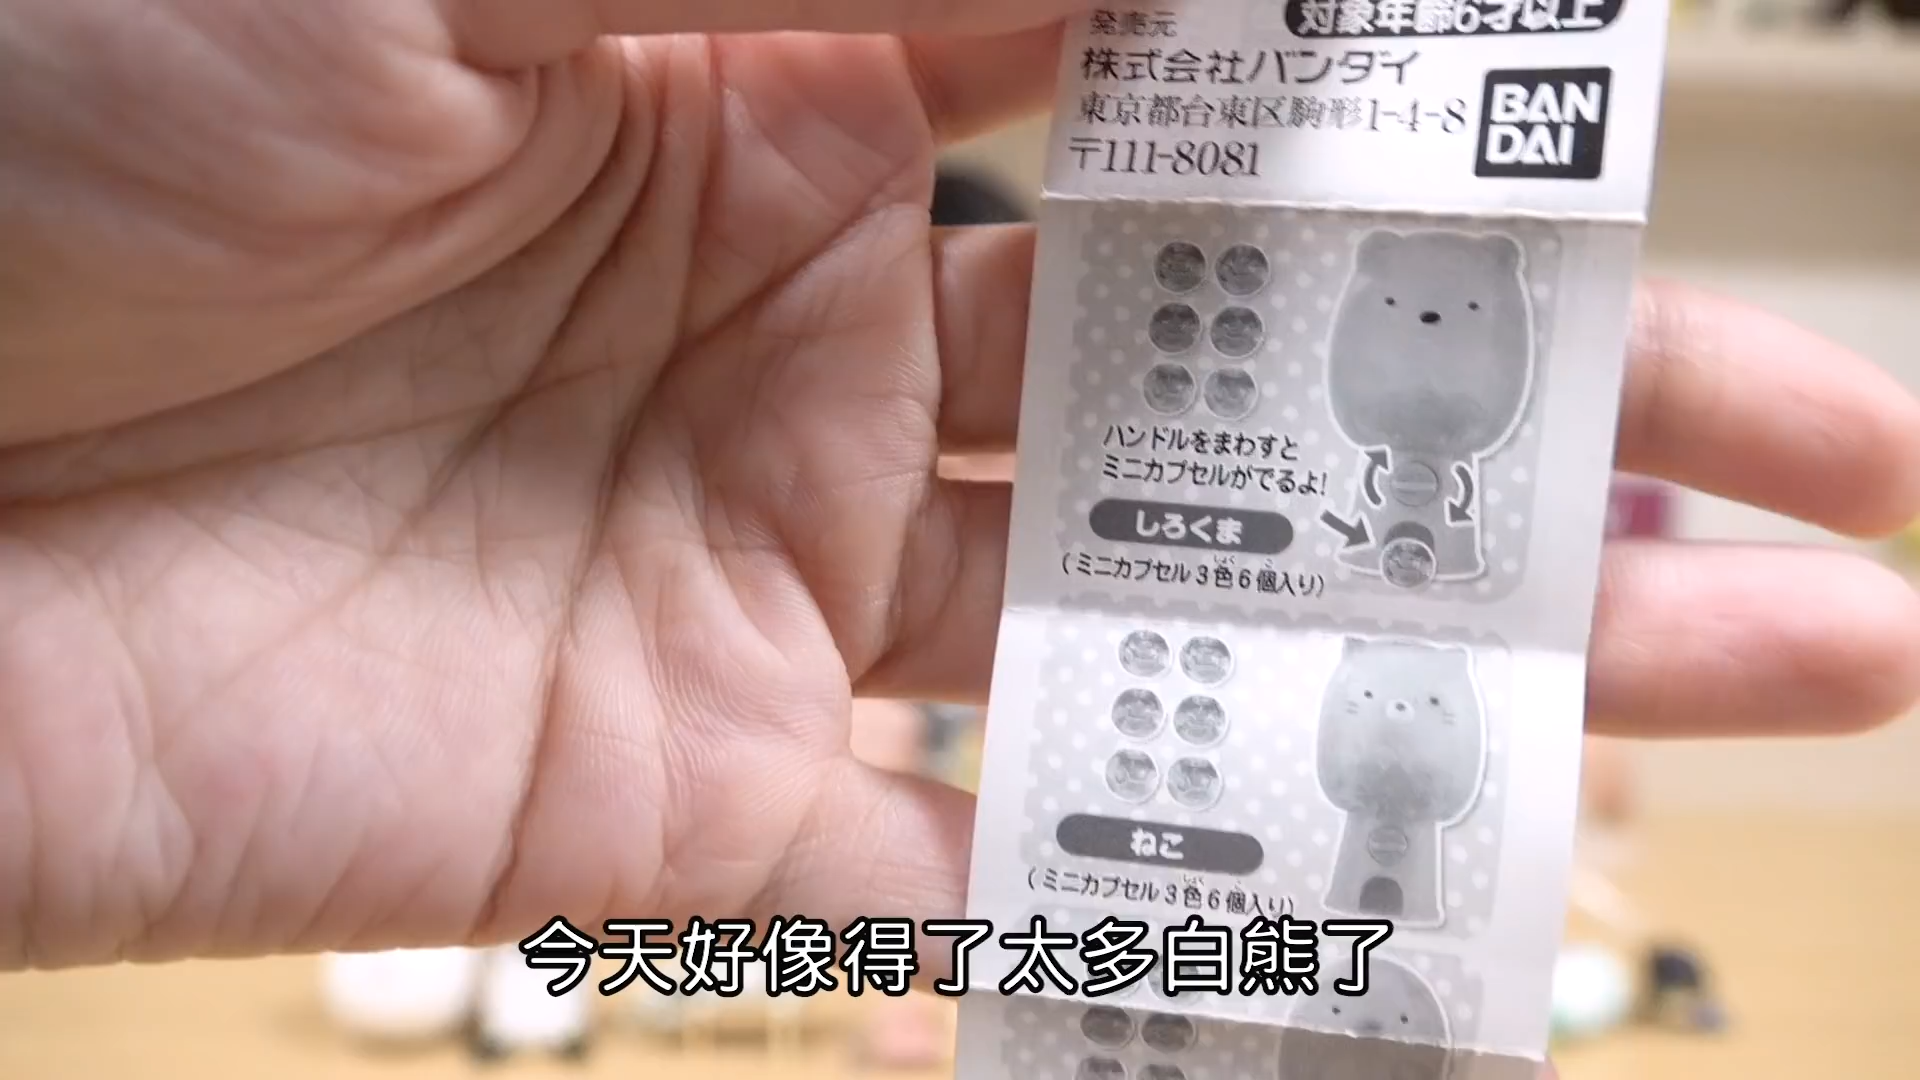 発売元
対象年齢6才以上
株式会社バンダイ
東京都台東区駒形1-4-8
〒111-8081
BAN
DAI
ハンドルをまわすと
ミニカプセルがでるよ!
しろくま
(ミニカプセル3色6個入り)
ねこ
(ミニカプセル3色6個入り)
今天好像得了太多白熊了